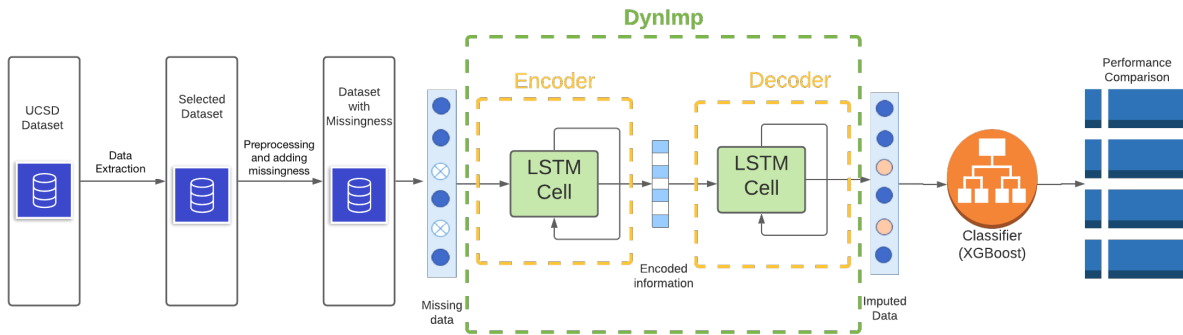 DynImp
UCSD
Dataset
Data
Extraction
Selected
Dataset
Preprocessing
and adding
missingness
Dataset
with
Missingness
Missing
data
Encoder
LSTM
Cell
Encoded
information
Decoder
LSTM
Cell
Imputed
Data
Classifier
(XGBoost)
Performance
Comparison